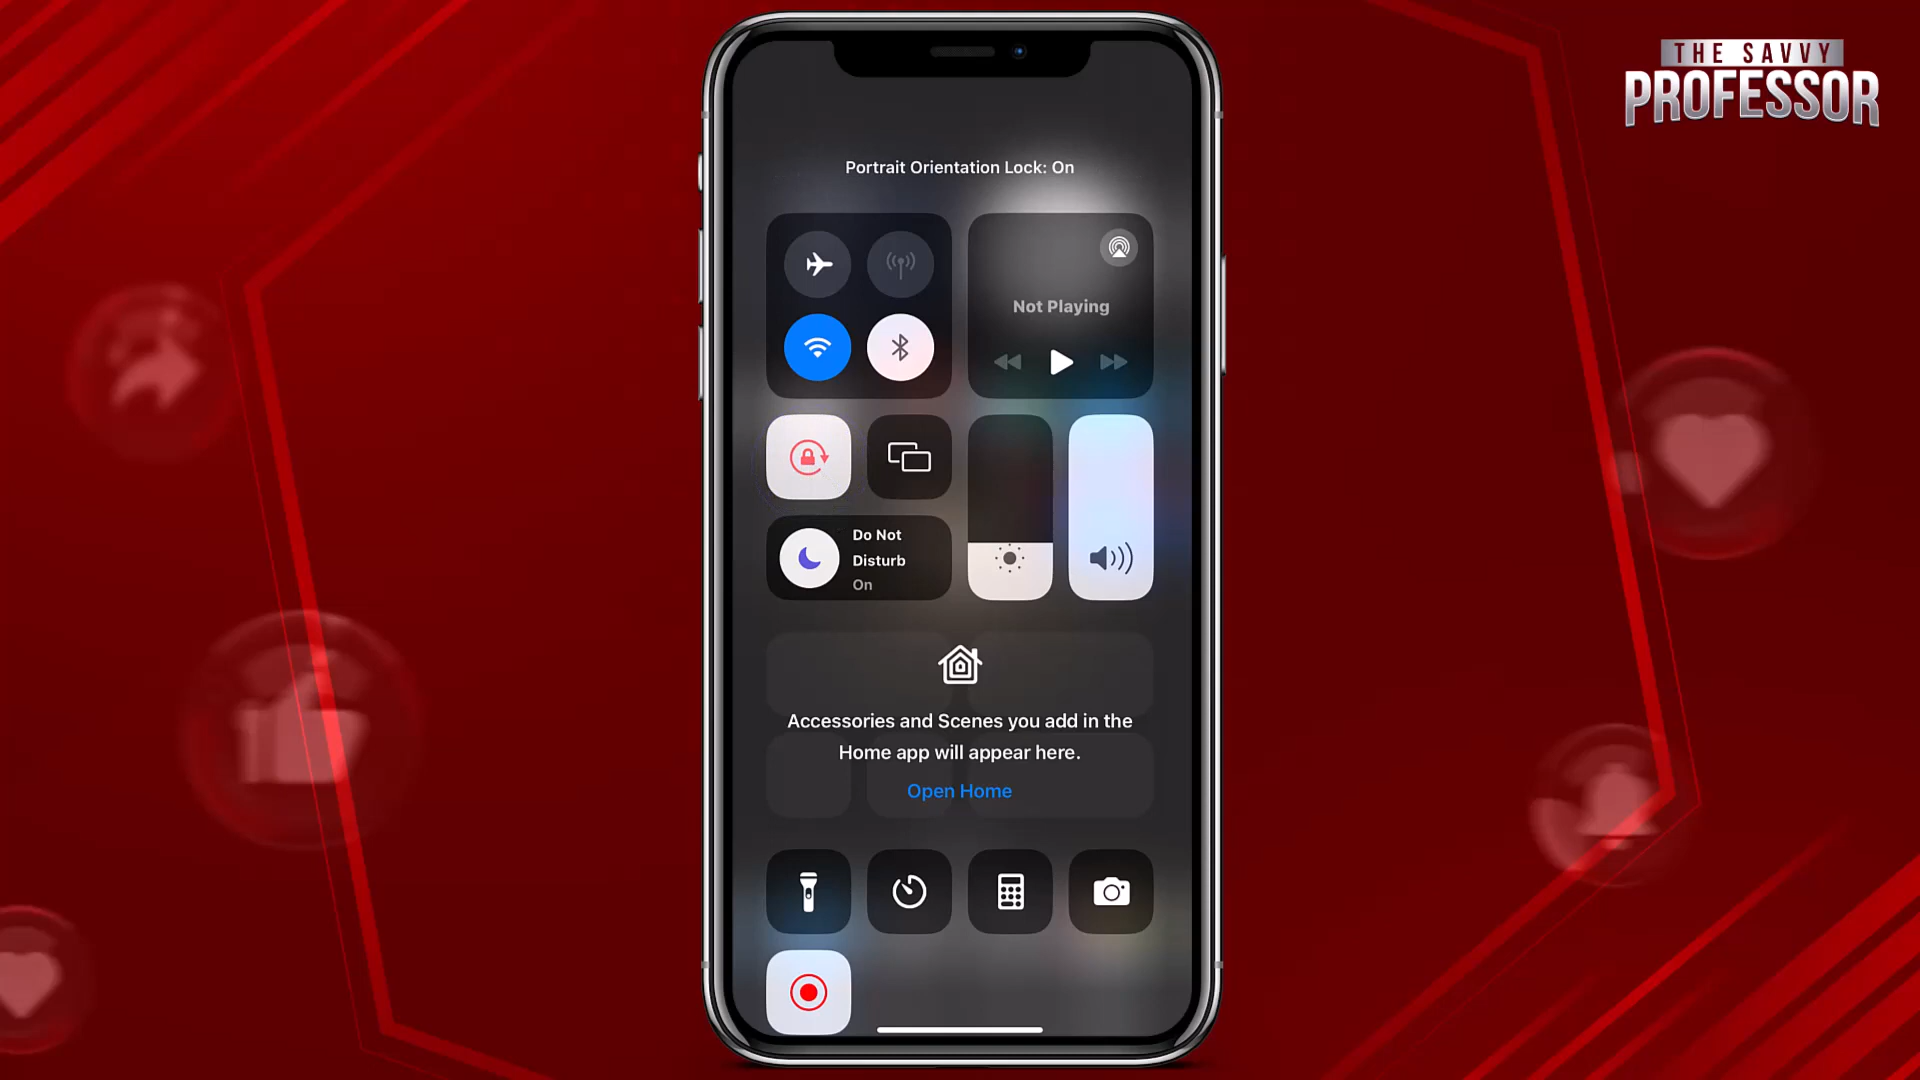 THE SAVVY
PROFESSOR
Portrait Orientation Lock: On
Not Playing
Do Not
Disturb
On
Accessories and Scenes you add in the
Home app will appear here.
Open Home